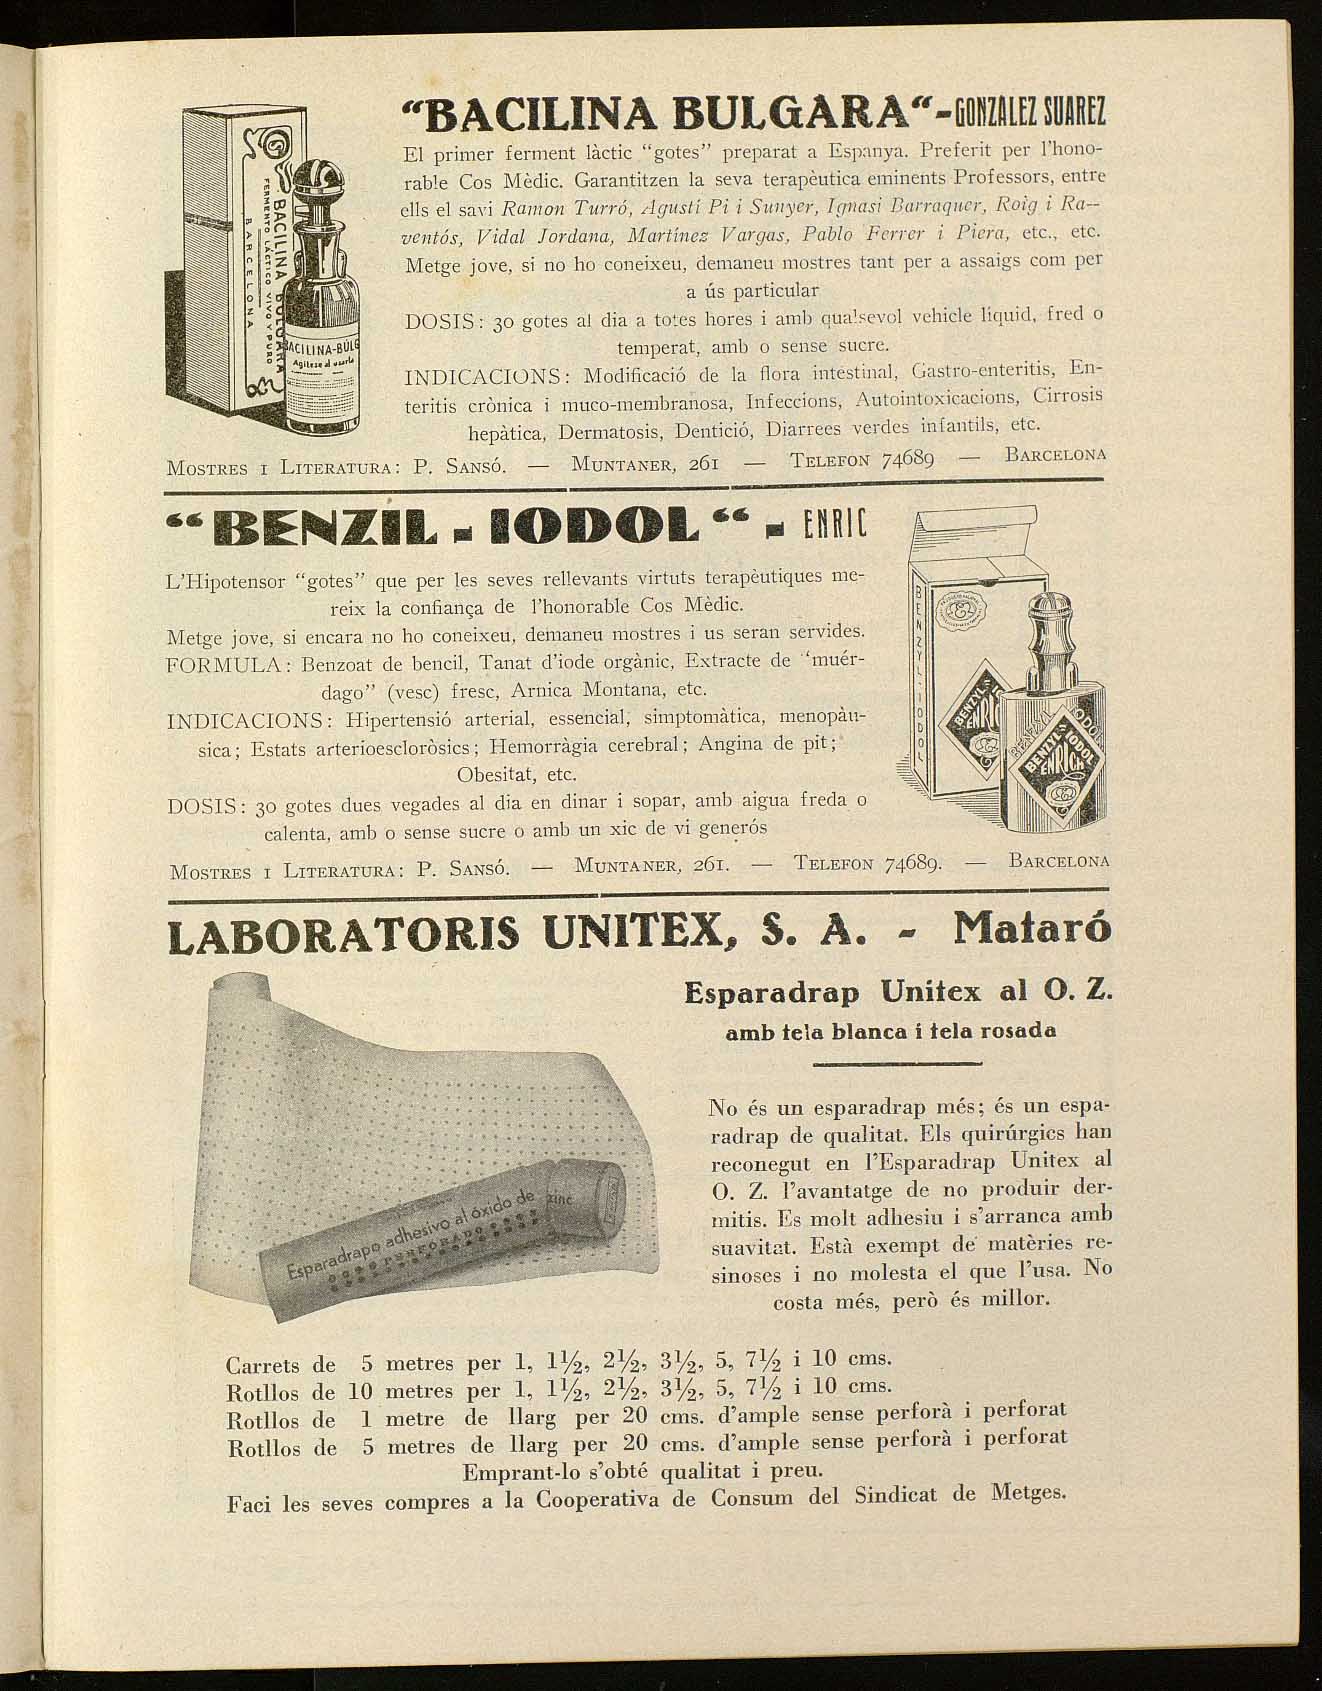 "BACILINA BULGARA"-GONZALEZ SUAREZ
El primer ferment làctic "gotes" preparat a Espanya. Preferit per l'hono-
rable Cos Mèdic. Garantitzen la seva terapèutica eminents Professors, entre
ells el savi Ramon Turró, Agustí Pi i Sunyer, Ignasi Barraquer, Roig i Ra-
ventós, Vidal Jordana, Martínez Vargas, Pablo Ferrer i Piera, etc., etc.
Metge jove, si no ho coneixeu, demaneu mostres tant per a assaigs com per
a ús particular
DOSIS: 30 gotes al dia a totes hores i amb qualsevol vehicle líquid, fred o
temperat, amb o sense sucre.
INDICACIONS: Modificació de la flora intestinal, Gastro-enteritis, En-
teritis crònica i muco-membranosa, Infeccions, Autointoxicacions, Cirrosis
hepàtica, Dermatosis, Dentició, Diarrees verdes infantils, etc.
BACILINA BULGARA
FERMENTO LÁCTICO VIVO Y PURO
BARCELONA
BACILINA-BÚLG
Agítese al usarla
MOSTRES I LITERATURA: P. SANSÓ. — MUNTANER, 261 — TELEFON 74689 — BARCELONA
"BENZIL - IODOL" - ENRIC
L'Hipotensor "gotes" que per les seves rellevants virtuts terapèutiques me-
reix la confiança de l'honorable Cos Mèdic.
Metge jove, si encara no ho coneixeu, demaneu mostres i us seran servides.
FORMULA: Benzoat de bencil, Tanat d'iode orgànic, Extracte de "muér-
dago" (vesc) fresc, Arnica Montana, etc.
INDICACIONS: Hipertensió arterial, essencial, simptomàtica, menopàu-
sica; Estats arterioescloròsics; Hemorràgia cerebral; Angina de pit;
Obesitat, etc.
DOSIS: 30 gotes dues vegades al dia en dinar i sopar, amb aigua freda o
calenta, amb o sense sucre o amb un xic de vi generós
BENZYL-IODOL
BENZYL-
ENRIC
BENZYL IODOL
BENZYL-IODOL
ENRICH
MOSTRES I LITERATURA: P. SANSÓ. — MUNTANER, 261. — TELEFON 74689. — BARCELONA
LABORATORIS UNITEX, S. A. - Mataró
Esparadrap Unitex al O. Z.
amb tela blanca i tela rosada
No és un esparadrap més; és un espa-
radrap de qualitat. Els quirúrgics han
reconegut en l'Esparadrap Unitex al
O. Z. l'avantatge de no produir der-
mitis. Es molt adhesiu i s'arranca amb
suavitat. Està exempt de matèries re-
sinoses i no molesta el que l'usa. No
costa més, però és millor.
Esparadrapo adhesivo al óxido de zinc
PERFORADO
Carrets de 5 metres per 1, 1½, 2½, 3½, 5, 7½ i 10 cms.
Rotllos de 10 metres per 1, 1½, 2½, 3½, 5, 7½ i 10 cms.
Rotllos de 1 metre de llarg per 20 cms. d'ample sense perforà i perforat
Rotllos de 5 metres de llarg per 20 cms. d'ample sense perforà i perforat
Emprant-lo s'obté qualitat i preu.
Faci les seves compres a la Cooperativa de Consum del Sindicat de Metges.